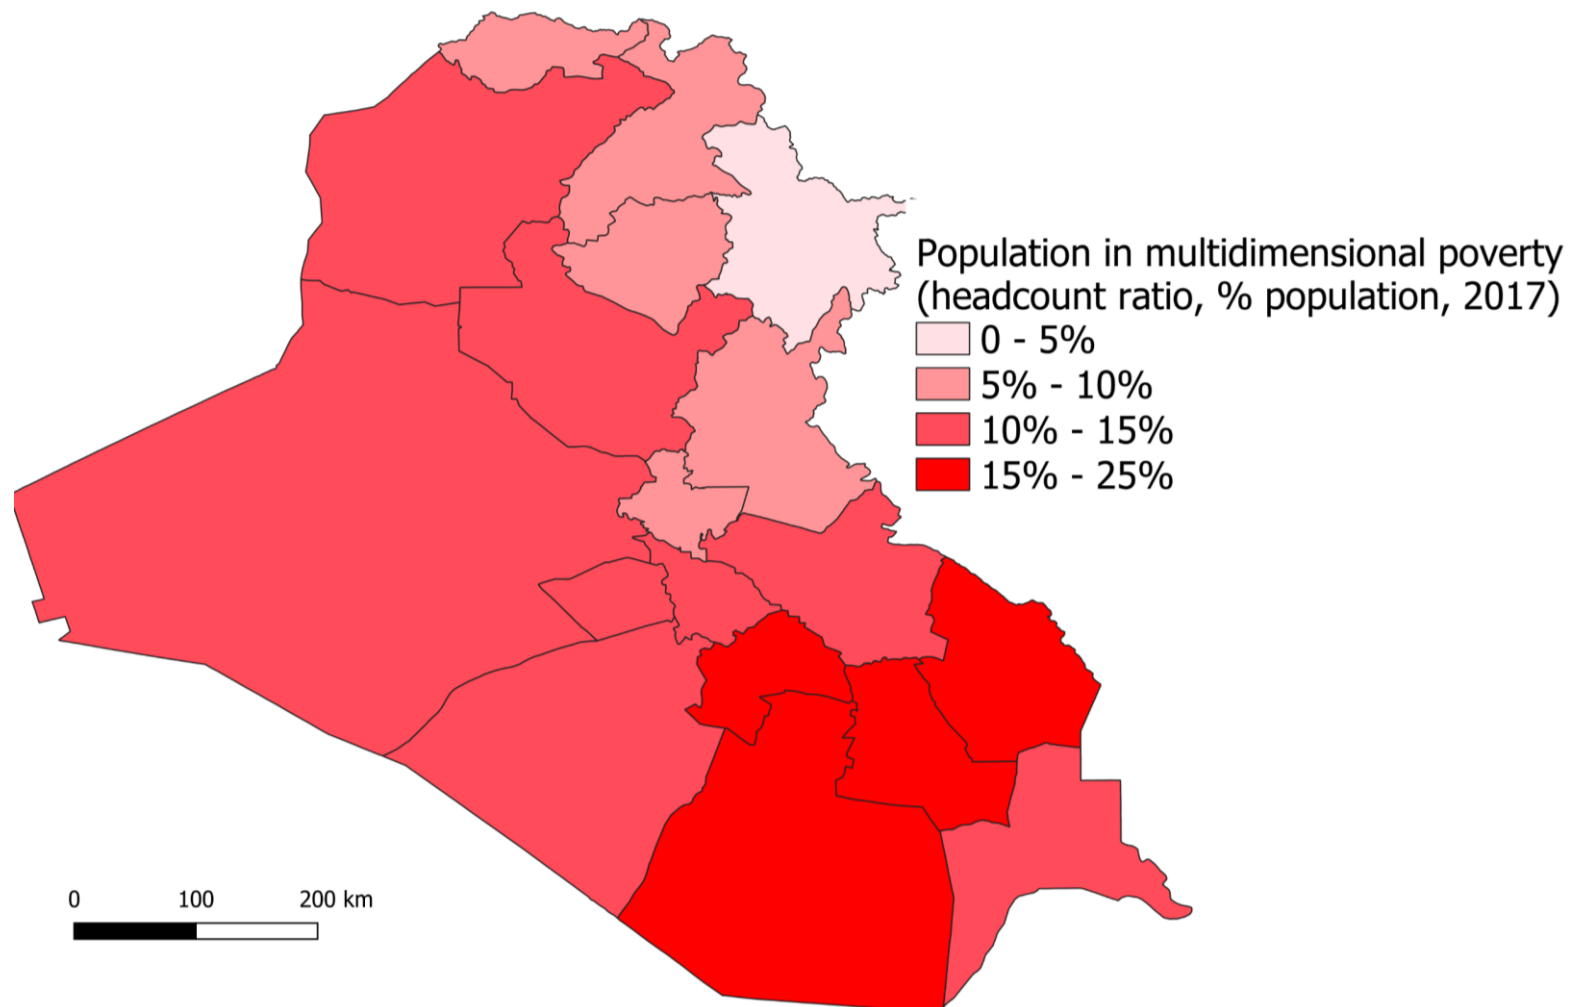 Population in multidimensional poverty
(headcount ratio, % population, 2017)
0 - 5%
5% - 10%
10% - 15%
15% - 25%
0 100 200 km